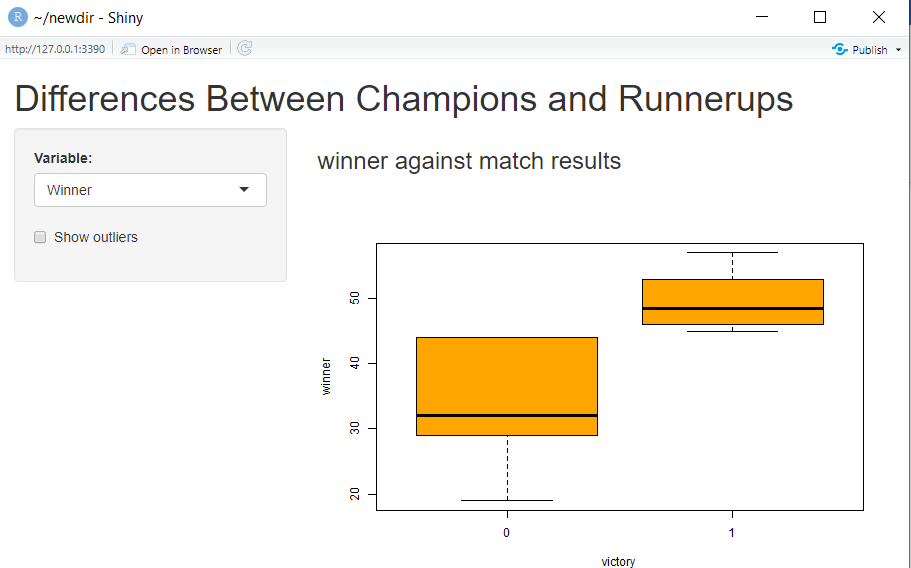 R ~/newdir - Shiny
http://127.0.0.1:3390 Open in Browser Publish
Differences Between Champions and Runnerups
Variable:
Winner
Show outliers
winner against match results
50
40
30
20
winner
0 1
victory